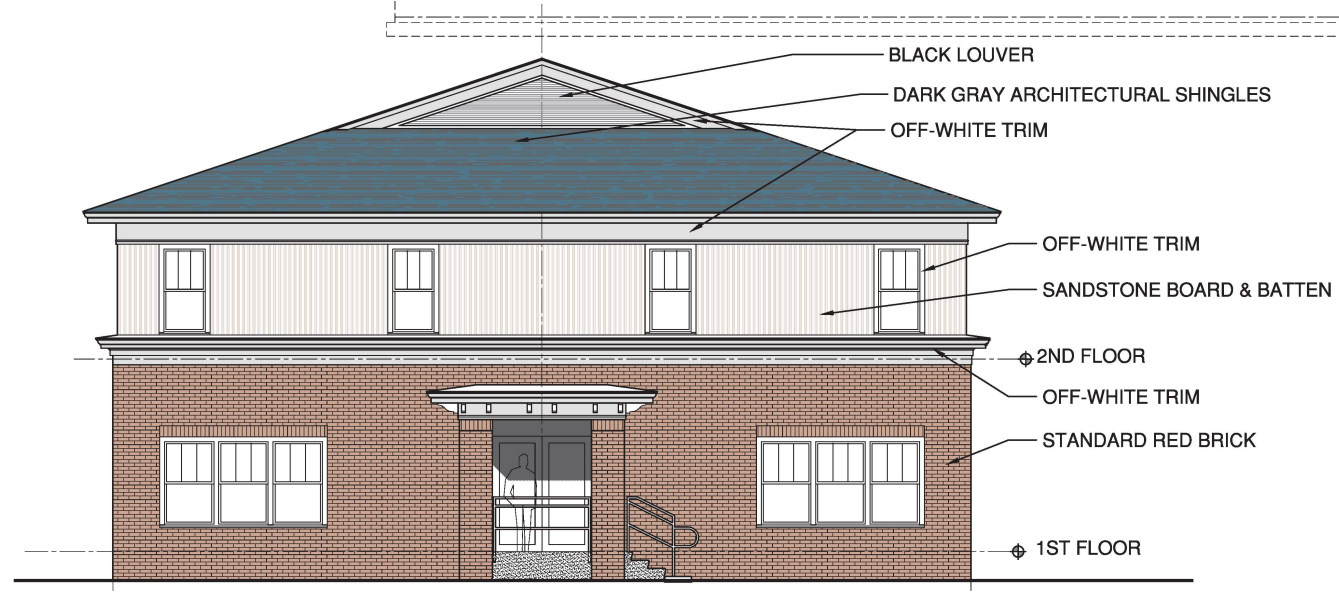 BLACK LOUVER
DARK GRAY ARCHITECTURAL SHINGLES
OFF-WHITE TRIM
OFF-WHITE TRIM
SANDSTONE BOARD & BATTEN
2ND FLOOR
OFF-WHITE TRIM
STANDARD RED BRICK
1ST FLOOR